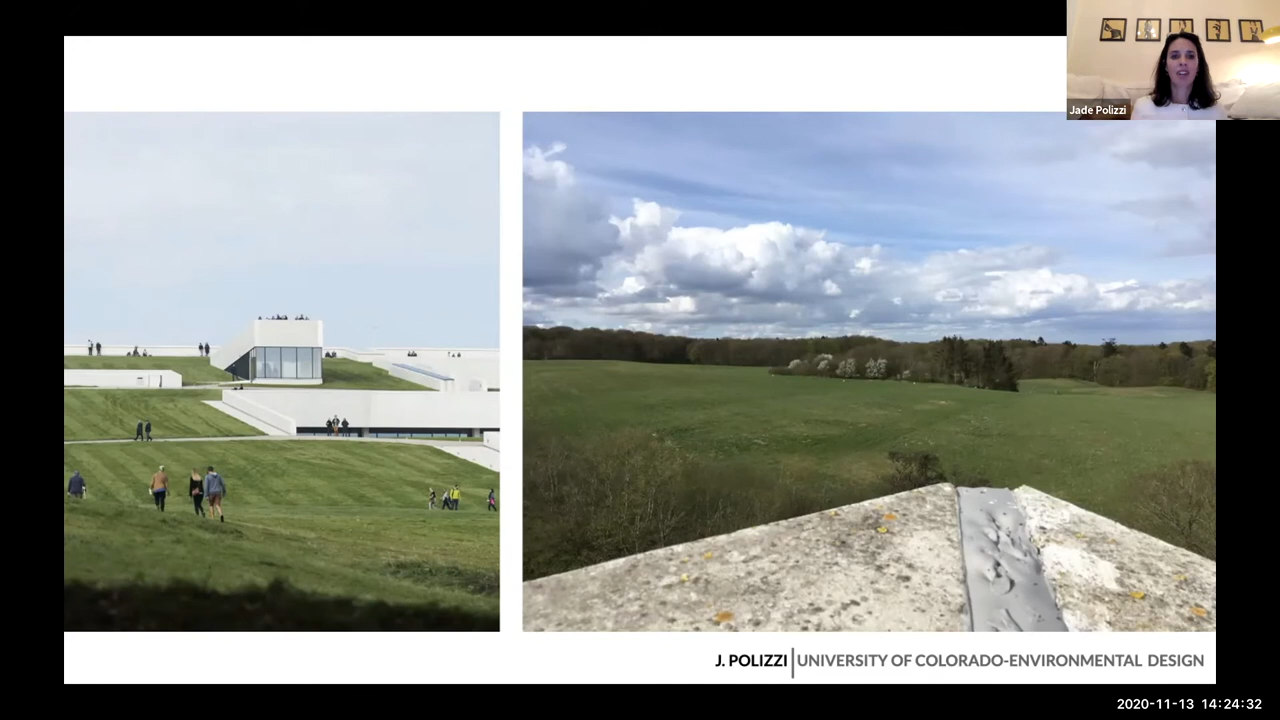 Jade Polizzi
J. POLIZZI | UNIVERSITY OF COLORADO-ENVIRONMENTAL DESIGN
2020-11-13 14:24:32